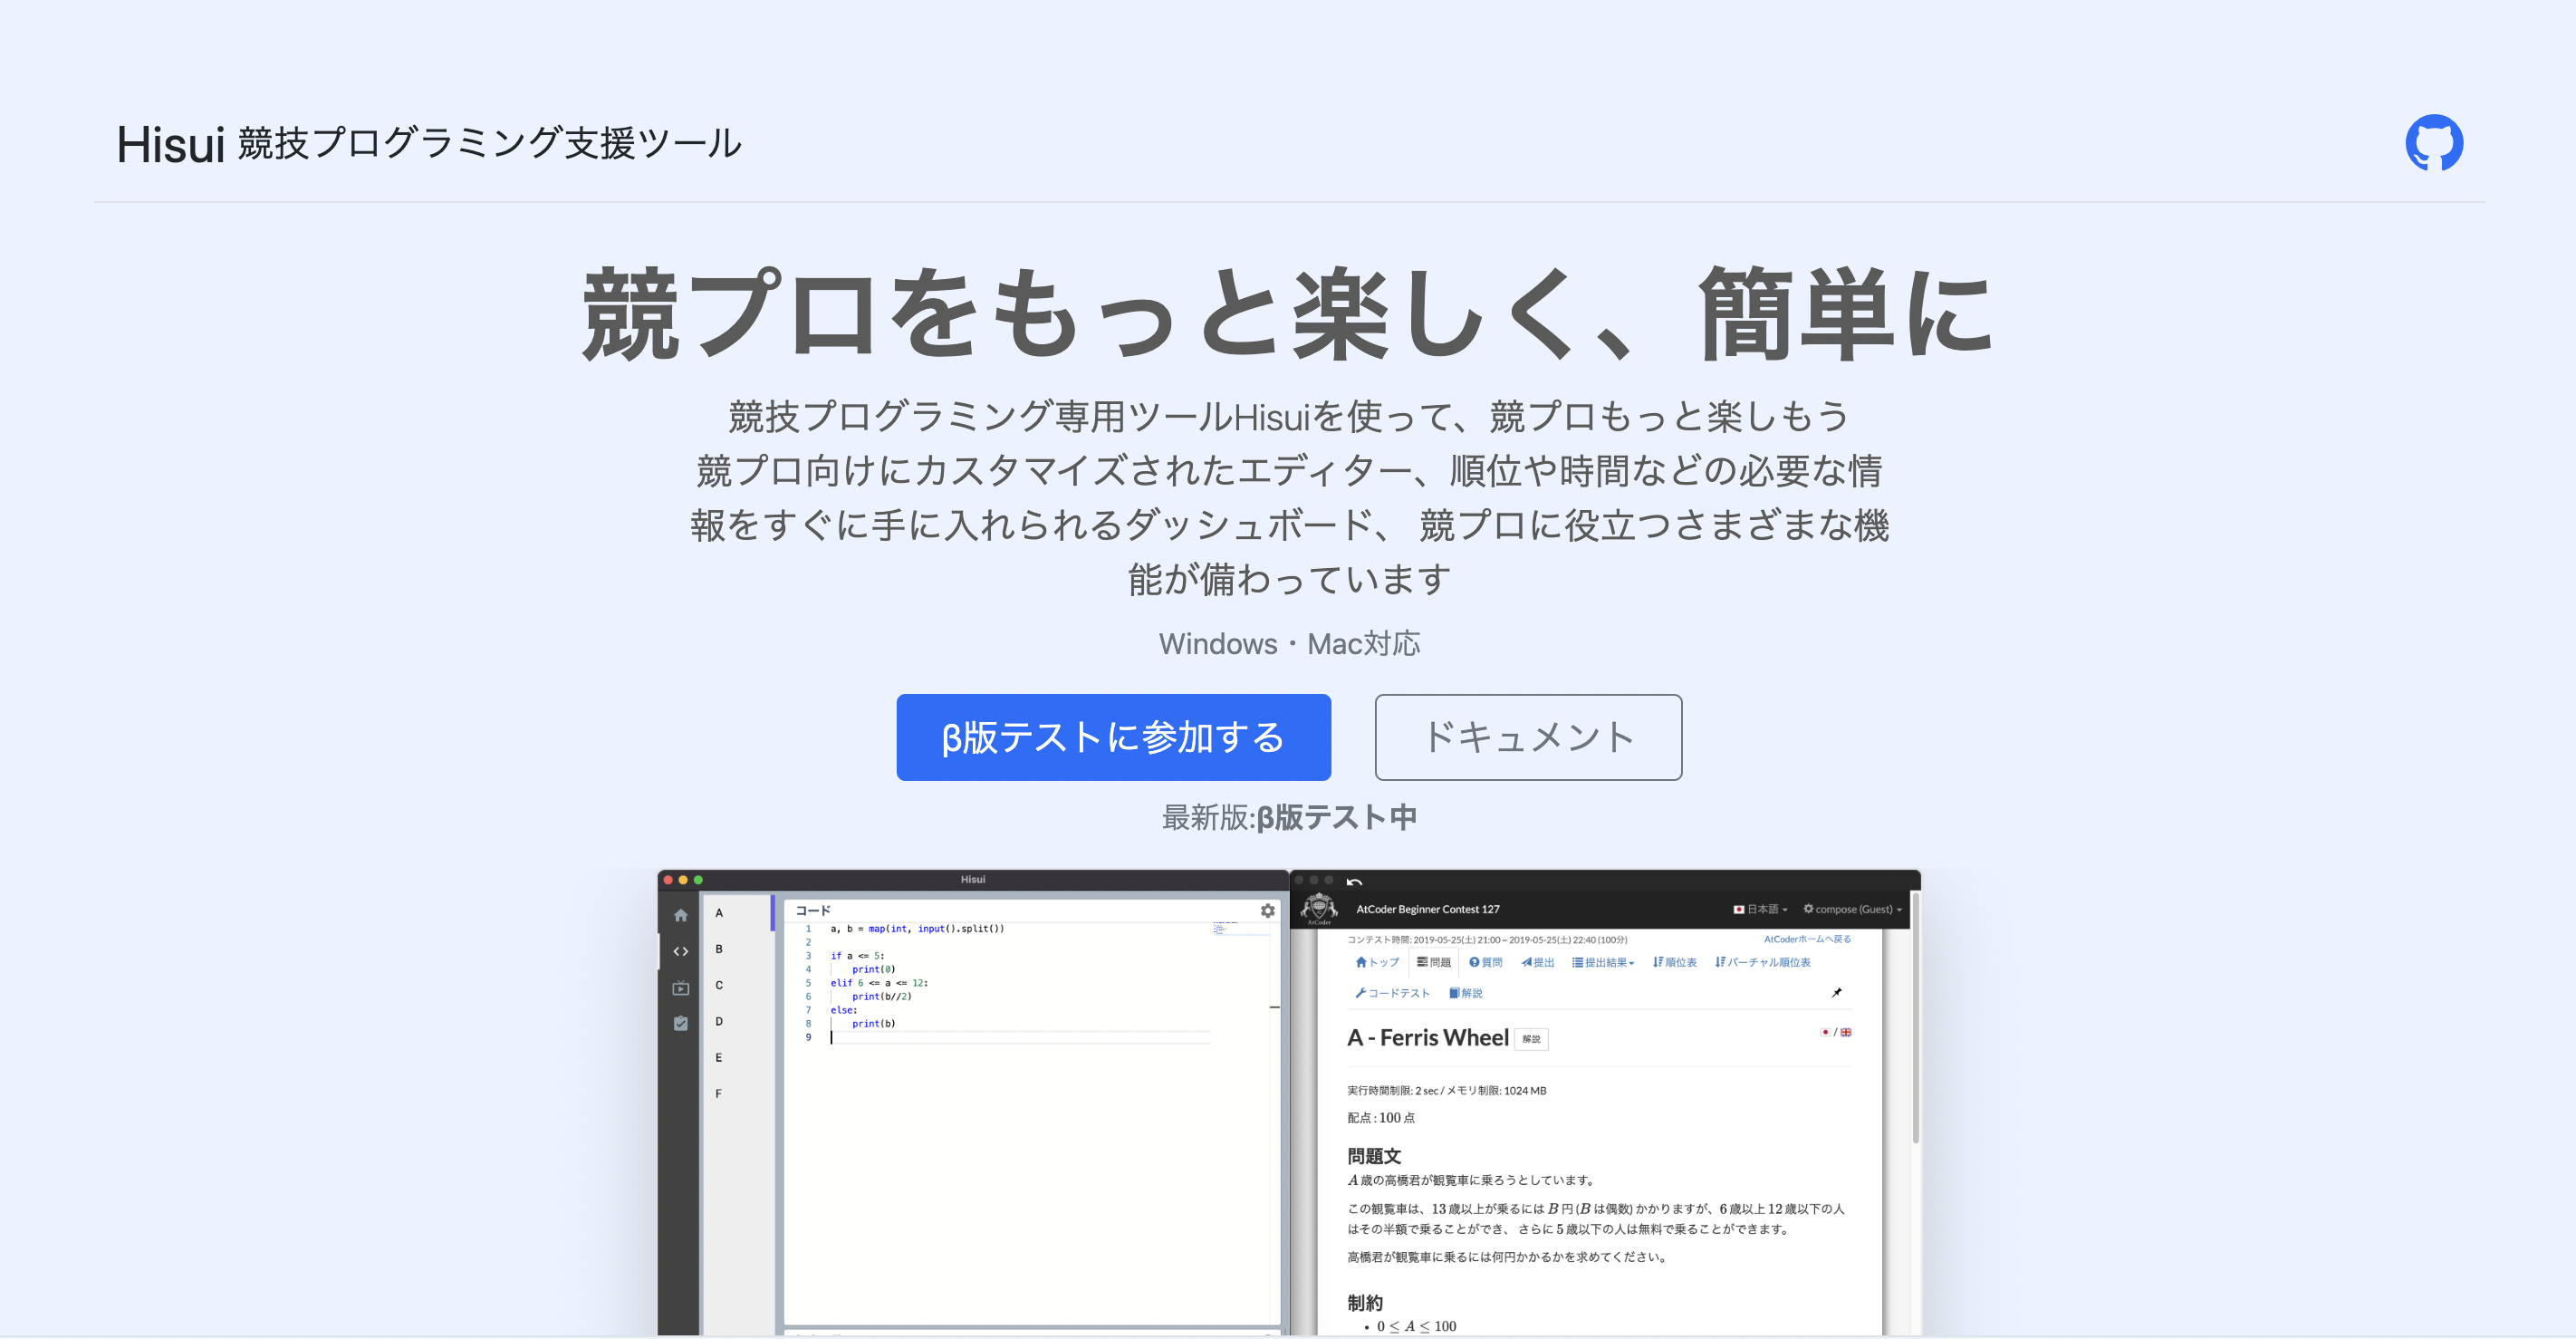 Hisui 競技プログラミング支援ツール
競プロをもっと楽しく、簡単に
競技プログラミング専用ツールHisuiを使って、競プロもっと楽しもう
競プロ向けにカスタマイズされたエディター、順位や時間などの必要な情
報をすぐに手に入れられるダッシュボード、 競プロに役立つさまざまな機
能が備わっています
Windows・Mac対応
β版テストに参加する
ドキュメント
最新版:β版テスト中
Hisui
A
B
C
D
E
F
コード
1 a, b = map(int, input().split())
2
3 if a <= 5:
4     print(0)
5 elif 6 <= a <= 12:
6     print(b//2)
7 else:
8     print(b)
9
AtCoder
AtCoder Beginner Contest 127
日本語
compose (Guest)
コンテスト時間: 2019-05-25(土) 21:00 ~ 2019-05-25(土) 22:40 (100分)
AtCoderホームへ戻る
トップ 問題 質問 提出 提出結果 順位表 バーチャル順位表
コードテスト 解説
A - Ferris Wheel 解説
/
実行時間制限: 2 sec / メモリ制限: 1024 MB
配点 : 100 点
問題文
A 歳の高橋君が観覧車に乗ろうとしています。
この観覧車は、13 歳以上が乗るには B 円 (B は偶数) かかりますが、6 歳以上 12 歳以下の人
はその半額で乗ることができ、 さらに 5 歳以下の人は無料で乗ることができます。
高橋君が観覧車に乗るには何円かかるかを求めてください。
制約
• 0 ≤ A ≤ 100